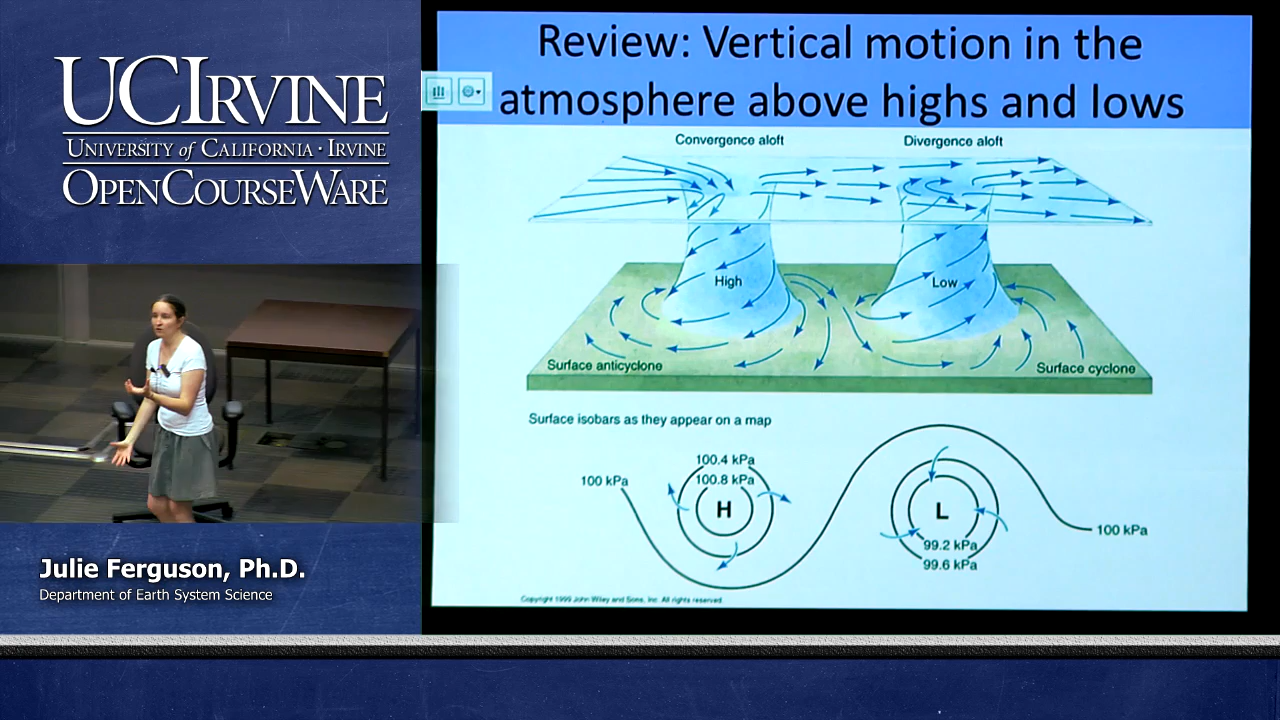 UCIRVINE
UNIVERSITY of CALIFORNIA · IRVINE
OPENCOURSEWARE
Julie Ferguson, Ph.D.
Department of Earth System Science
Review: Vertical motion in the
atmosphere above highs and lows
Convergence aloft
Divergence aloft
High
Low
Surface anticyclone
Surface cyclone
Surface isobars as they appear on a map
100 kPa
100.4 kPa
100.8 kPa
H
L
99.2 kPa
99.6 kPa
100 kPa
Copyright 1999 John Wiley and Sons, Inc. All rights reserved